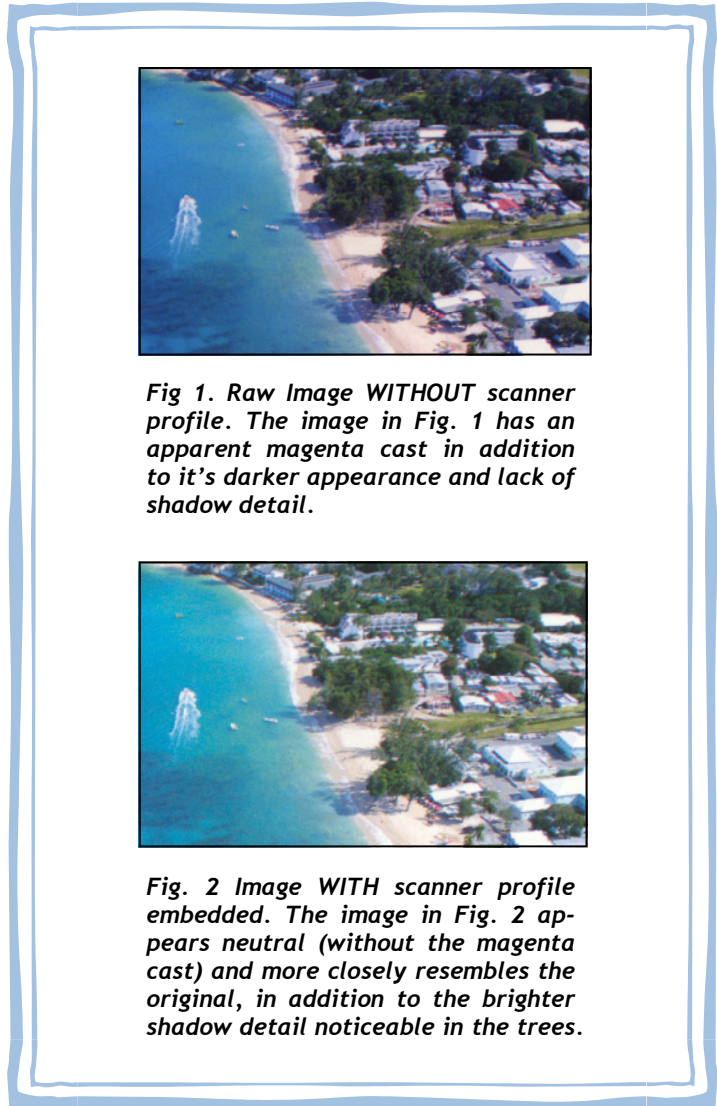 Fig 1. Raw Image WITHOUT scanner
profile. The image in Fig. 1 has an
apparent magenta cast in addition
to it’s darker appearance and lack of
shadow detail.
Fig. 2 Image WITH scanner profile
embedded. The image in Fig. 2 ap-
pears neutral (without the magenta
cast) and more closely resembles the
original, in addition to the brighter
shadow detail noticeable in the trees.